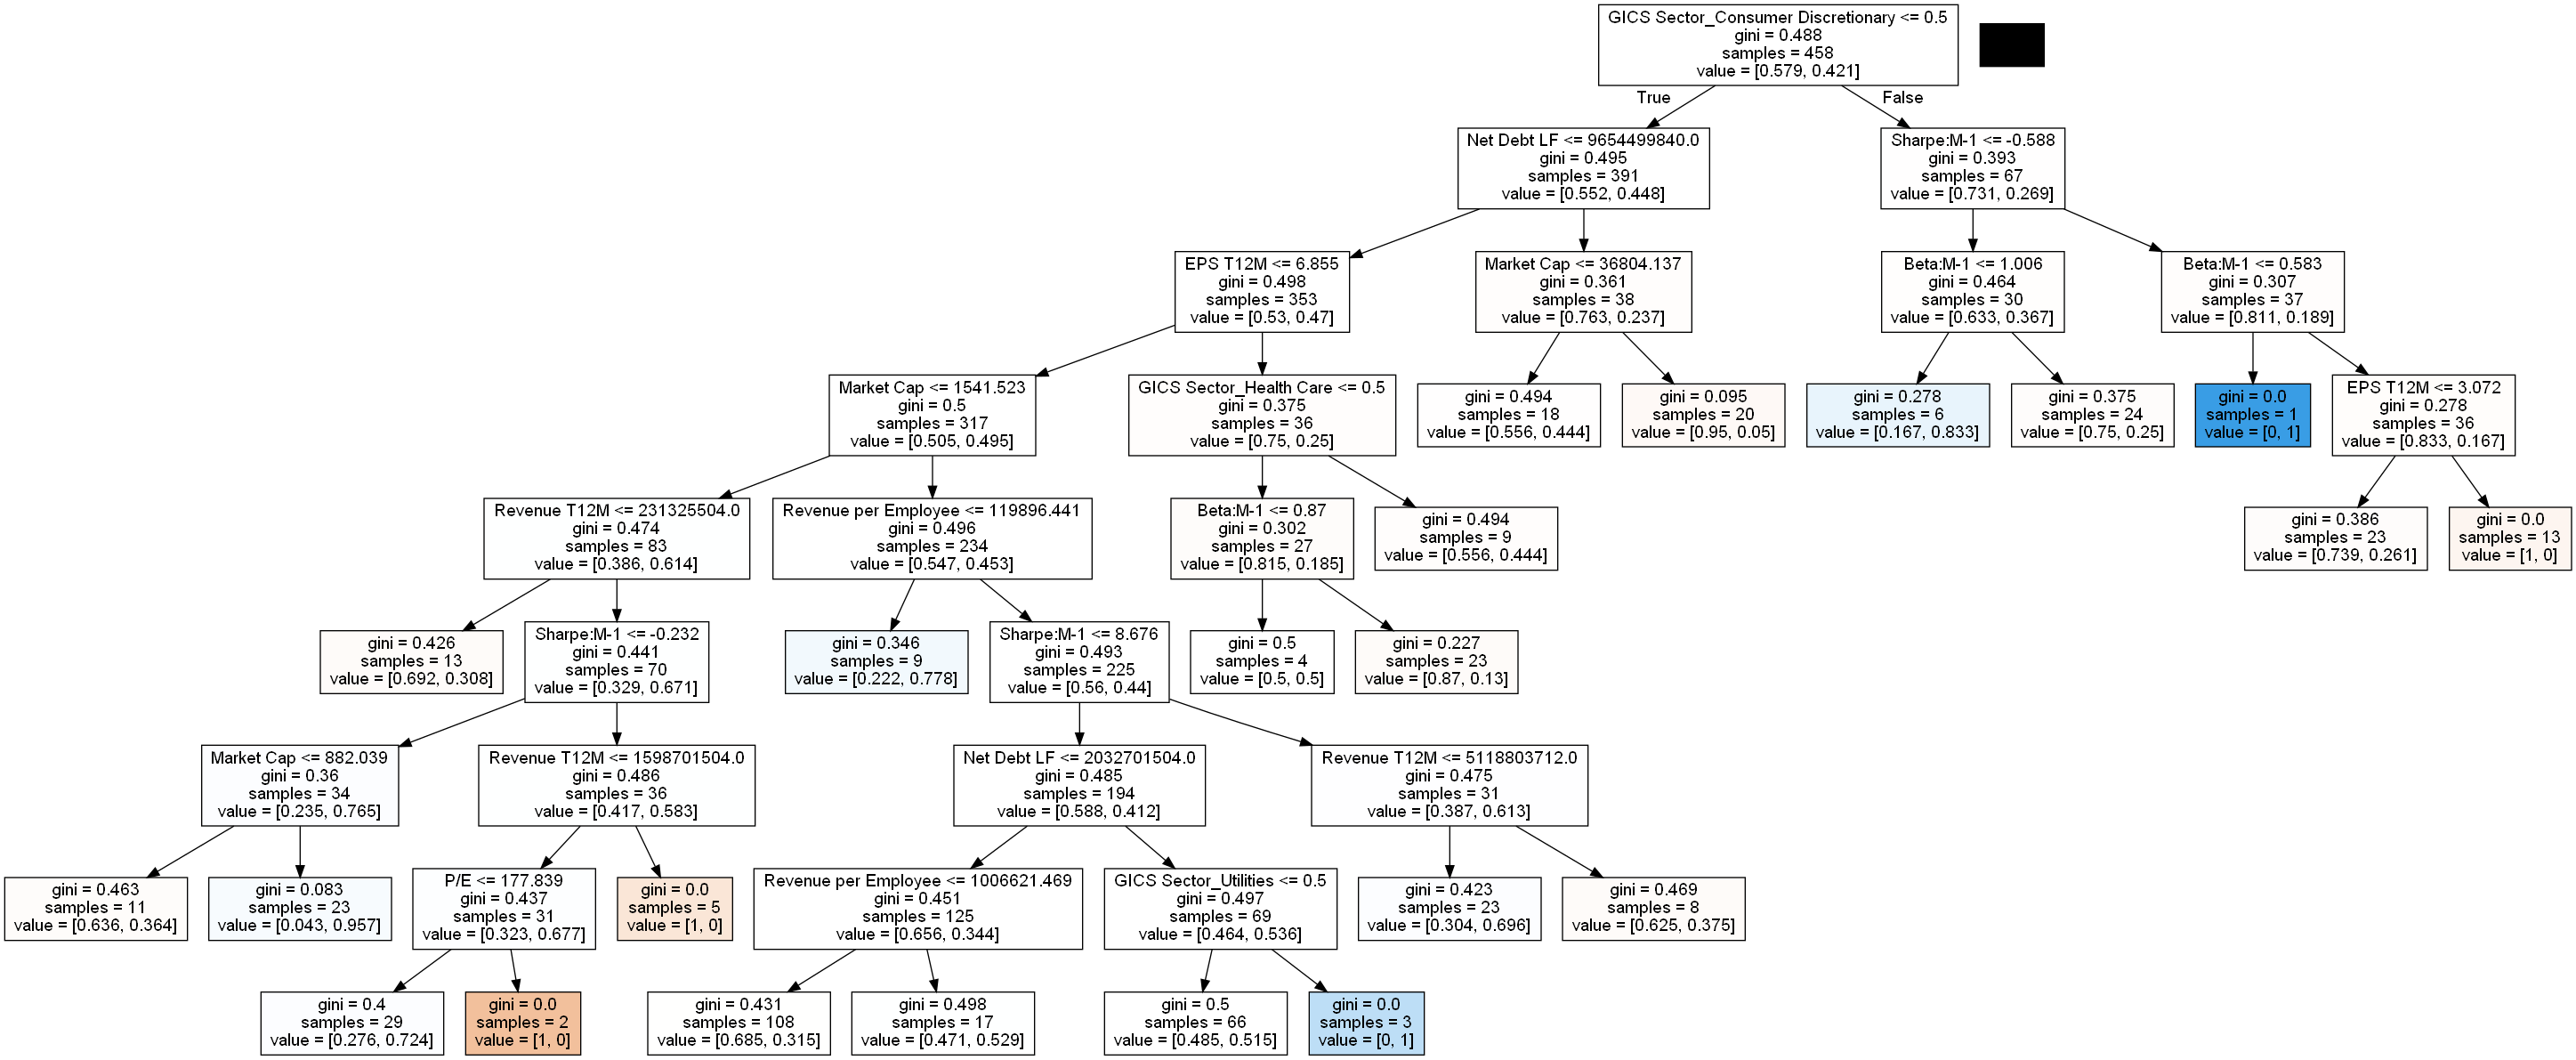 GICS Sector_Consumer Discretionary <= 0.5
gini = 0.488
samples = 458
value = [0.579, 0.421]
True
False
Net Debt LF <= 9654499840.0
gini = 0.495
samples = 391
value = [0.552, 0.448]
Sharpe:M-1 <= -0.588
gini = 0.393
samples = 67
value = [0.731, 0.269]
EPS T12M <= 6.855
gini = 0.498
samples = 353
value = [0.53, 0.47]
Market Cap <= 36804.137
gini = 0.361
samples = 38
value = [0.763, 0.237]
Beta:M-1 <= 1.006
gini = 0.464
samples = 30
value = [0.633, 0.367]
Beta:M-1 <= 0.583
gini = 0.307
samples = 37
value = [0.811, 0.189]
Market Cap <= 1541.523
gini = 0.5
samples = 317
value = [0.505, 0.495]
GICS Sector_Health Care <= 0.5
gini = 0.375
samples = 36
value = [0.75, 0.25]
gini = 0.494
samples = 18
value = [0.556, 0.444]
gini = 0.095
samples = 20
value = [0.95, 0.05]
gini = 0.278
samples = 6
value = [0.167, 0.833]
gini = 0.375
samples = 24
value = [0.75, 0.25]
gini = 0.0
samples = 1
value = [0, 1]
EPS T12M <= 3.072
gini = 0.278
samples = 36
value = [0.833, 0.167]
Revenue T12M <= 231325504.0
gini = 0.474
samples = 83
value = [0.386, 0.614]
Revenue per Employee <= 119896.441
gini = 0.496
samples = 234
value = [0.547, 0.453]
Beta:M-1 <= 0.87
gini = 0.302
samples = 27
value = [0.815, 0.185]
gini = 0.494
samples = 9
value = [0.556, 0.444]
gini = 0.386
samples = 23
value = [0.739, 0.261]
gini = 0.0
samples = 13
value = [1, 0]
gini = 0.426
samples = 13
value = [0.692, 0.308]
Sharpe:M-1 <= -0.232
gini = 0.441
samples = 70
value = [0.329, 0.671]
gini = 0.346
samples = 9
value = [0.222, 0.778]
Sharpe:M-1 <= 8.676
gini = 0.493
samples = 225
value = [0.56, 0.44]
gini = 0.5
samples = 4
value = [0.5, 0.5]
gini = 0.227
samples = 23
value = [0.87, 0.13]
Market Cap <= 882.039
gini = 0.36
samples = 34
value = [0.235, 0.765]
Revenue T12M <= 1598701504.0
gini = 0.486
samples = 36
value = [0.417, 0.583]
Net Debt LF <= 2032701504.0
gini = 0.485
samples = 194
value = [0.588, 0.412]
Revenue T12M <= 5118803712.0
gini = 0.475
samples = 31
value = [0.387, 0.613]
gini = 0.463
samples = 11
value = [0.636, 0.364]
gini = 0.083
samples = 23
value = [0.043, 0.957]
P/E <= 177.839
gini = 0.437
samples = 31
value = [0.323, 0.677]
gini = 0.0
samples = 5
value = [1, 0]
Revenue per Employee <= 1006621.469
gini = 0.451
samples = 125
value = [0.656, 0.344]
GICS Sector_Utilities <= 0.5
gini = 0.497
samples = 69
value = [0.464, 0.536]
gini = 0.423
samples = 23
value = [0.304, 0.696]
gini = 0.469
samples = 8
value = [0.625, 0.375]
gini = 0.4
samples = 29
value = [0.276, 0.724]
gini = 0.0
samples = 2
value = [1, 0]
gini = 0.431
samples = 108
value = [0.685, 0.315]
gini = 0.498
samples = 17
value = [0.471, 0.529]
gini = 0.5
samples = 66
value = [0.485, 0.515]
gini = 0.0
samples = 3
value = [0, 1]